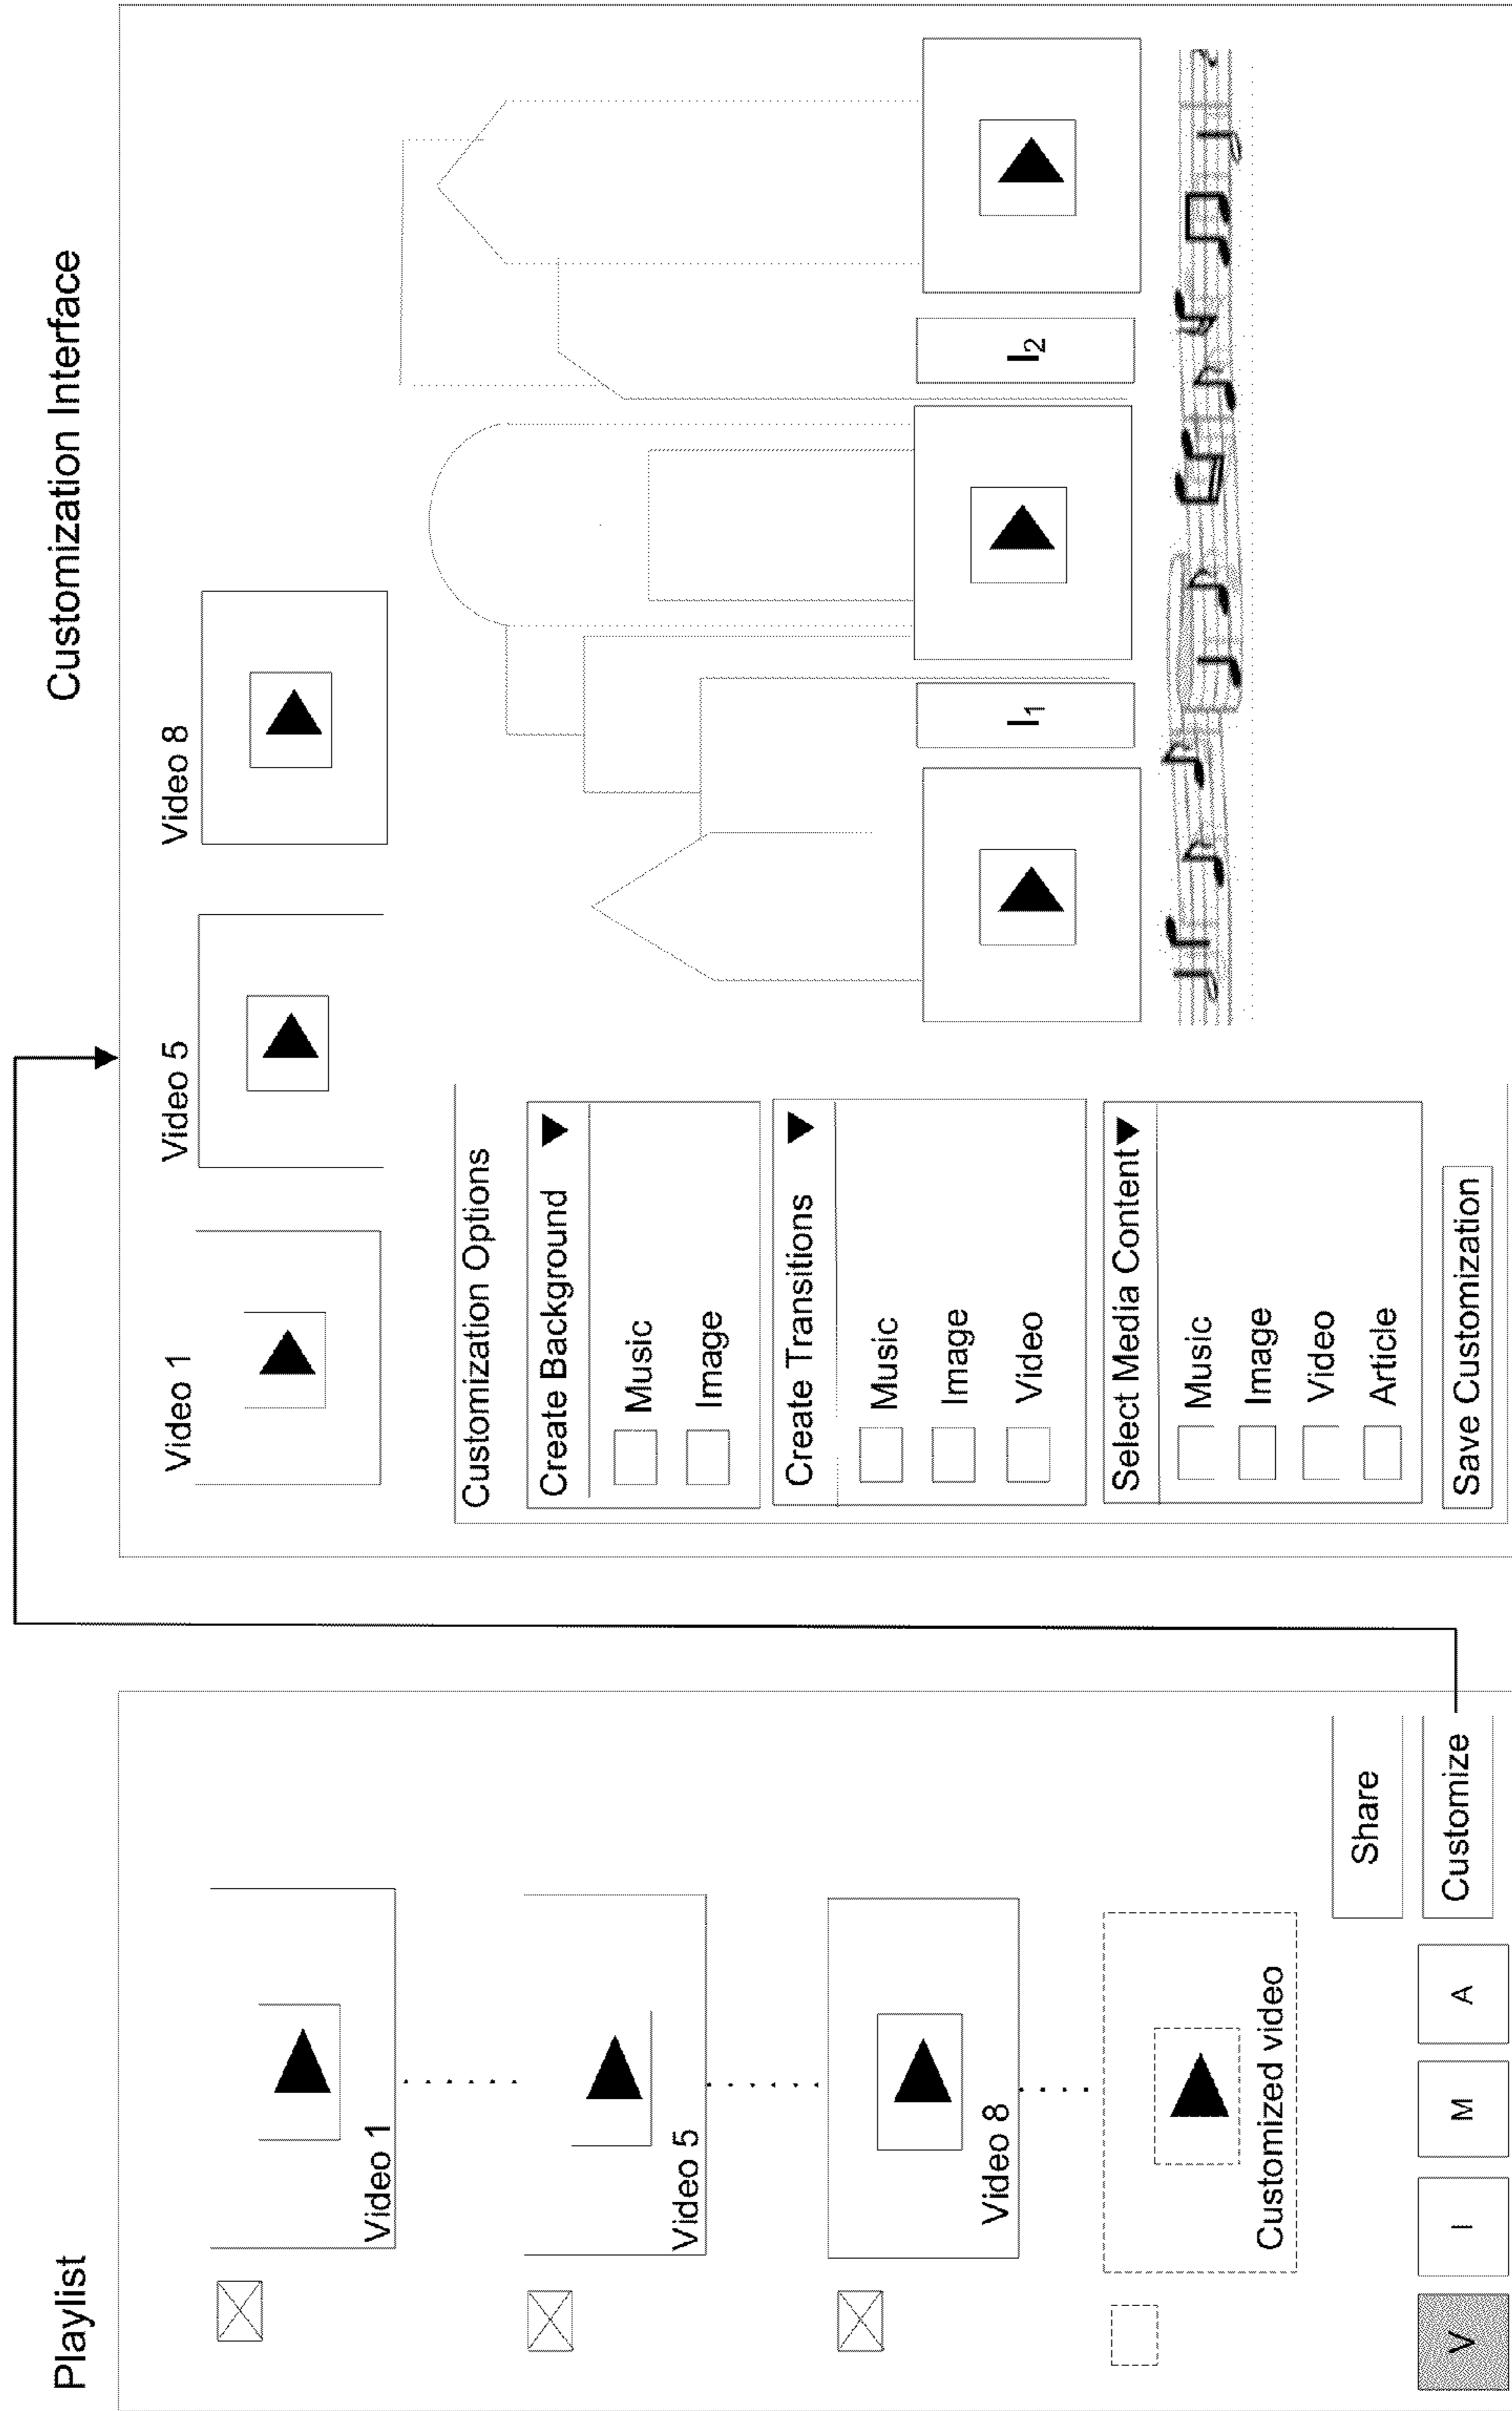 Playlist
Video 1
Video 5
Video 8
Customized video
Share
Customize
V
I
M
A
Customization Interface
Video 1
Video 5
Video 8
Customization Options
Create Background
Music
Image
Create Transitions
Music
Image
Video
Select Media Content
Music
Image
Video
Article
Save Customization
I₁
I₂